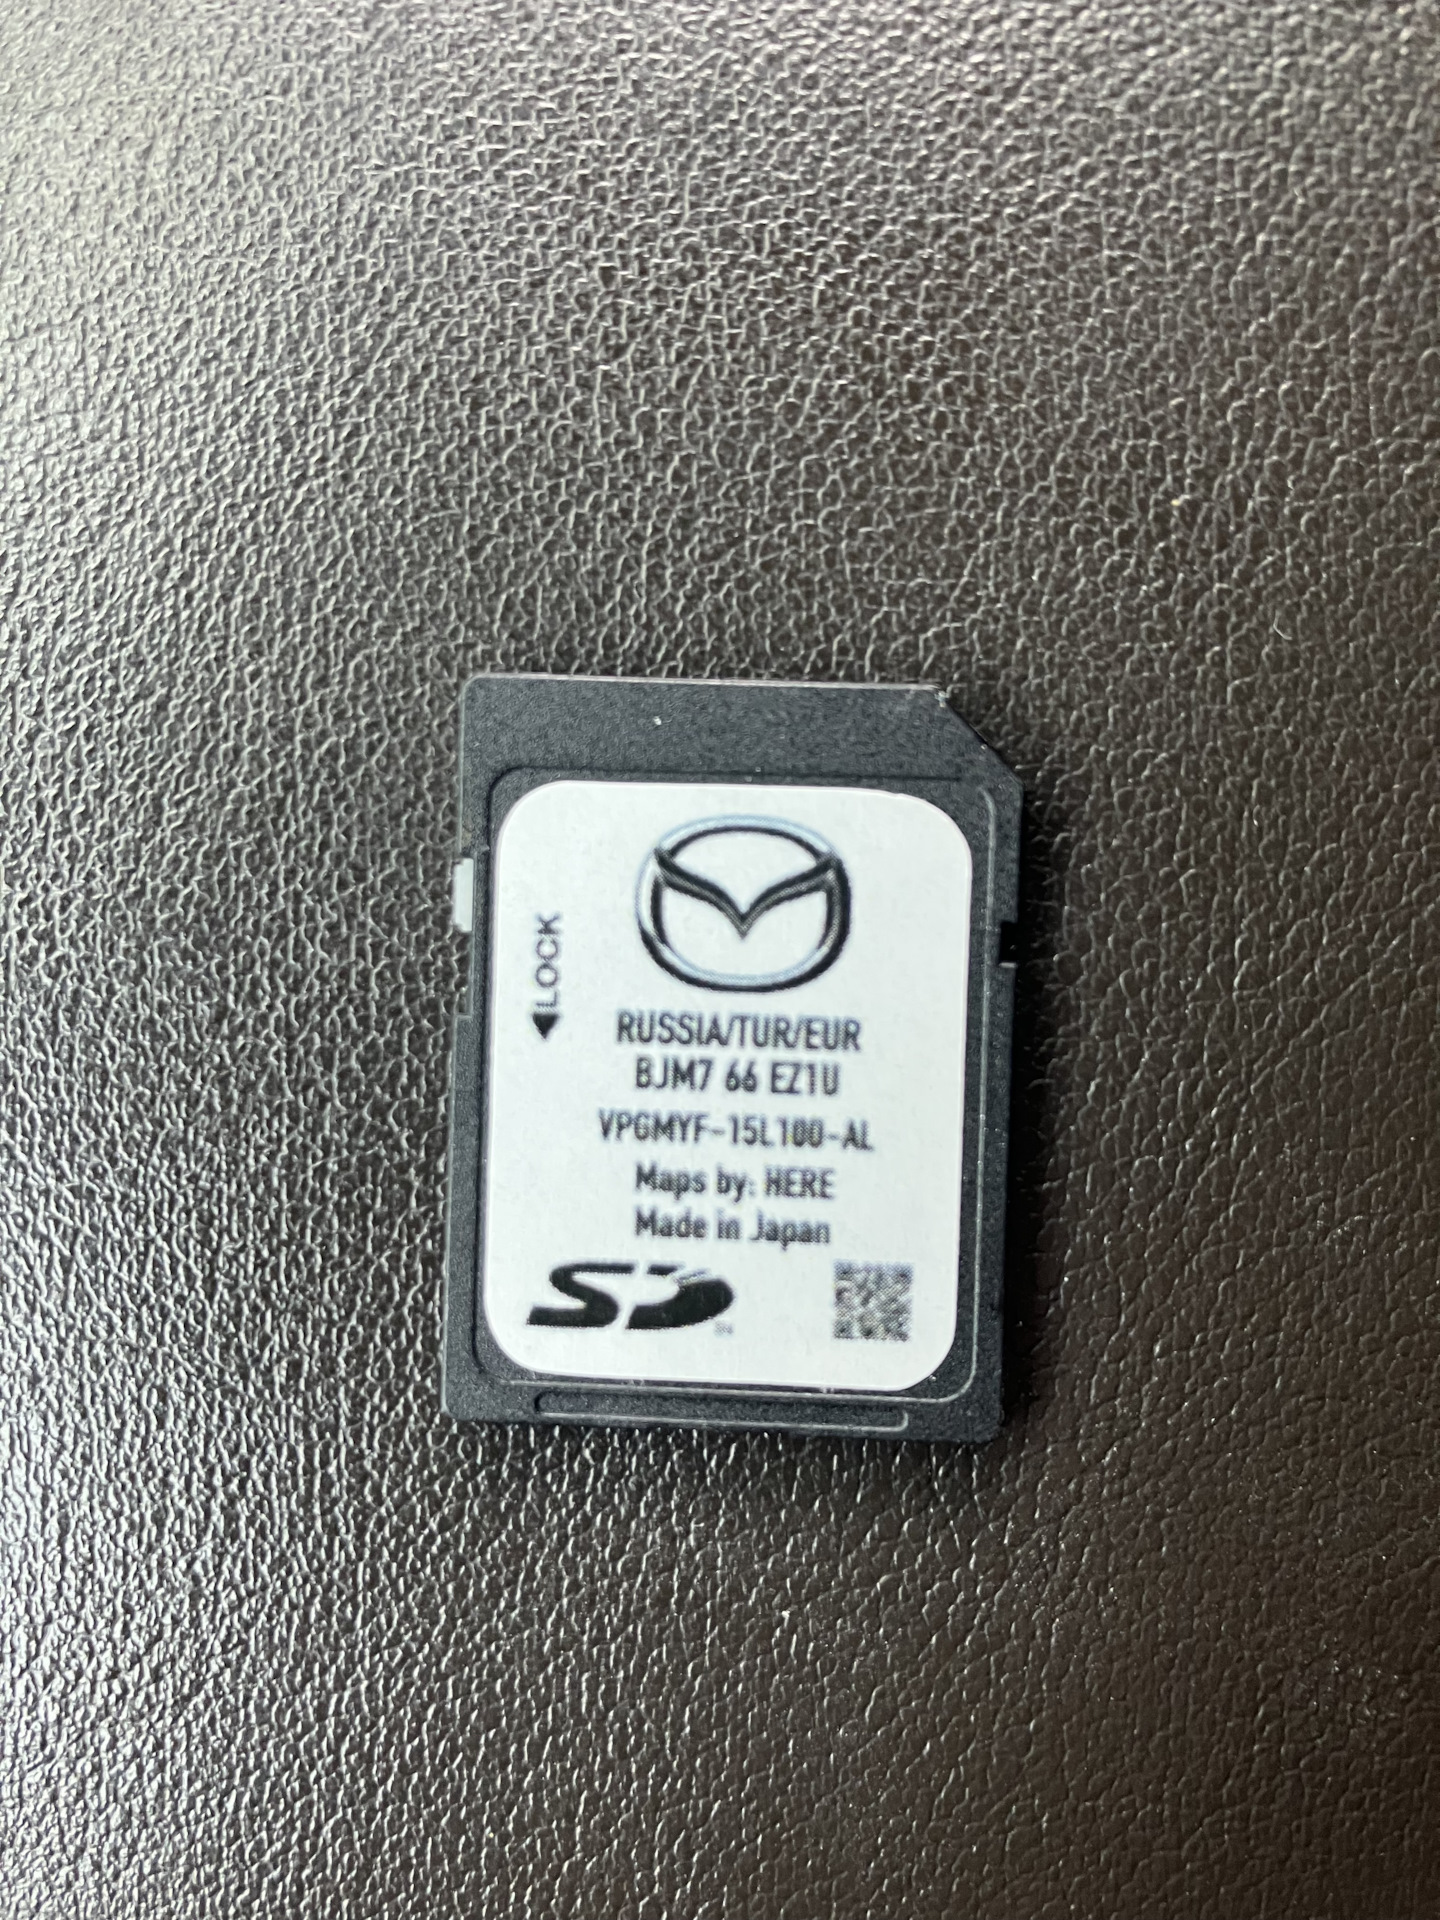 LOCK
RUSSIA/TUR/EUR
BJM7 66 EZ1U
VPGMYF-15L100-AL
Maps by: HERE
Made in Japan
SD